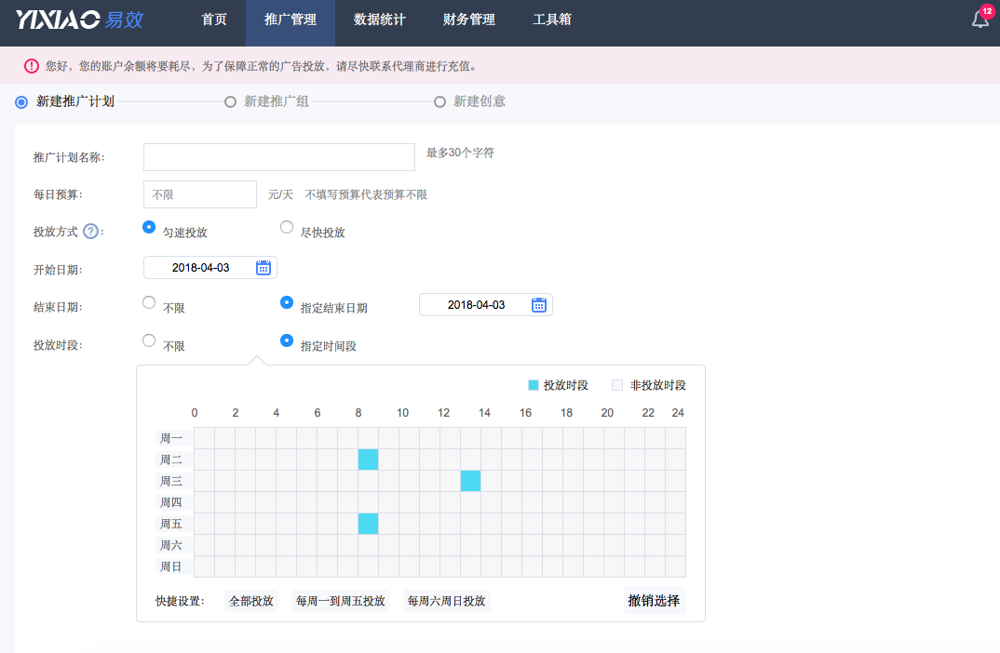 YIXIAO 易效 首页 推广管理 数据统计 财务管理 工具箱 12
您好，您的账户余额将要耗尽，为了保障正常的广告投放，请尽快联系代理商进行充值。
新建推广计划 新建推广组 新建创意
推广计划名称: 最多30个字符
每日预算: 不限 元/天 不填写预算代表预算不限
投放方式 ? : 匀速投放 尽快投放
开始日期: 2018-04-03
结束日期: 不限 指定结束日期 2018-04-03
投放时段: 不限 指定时间段
投放时段 非投放时段
0 2 4 6 8 10 12 14 16 18 20 22 24
周一
周二
周三
周四
周五
周六
周日
快捷设置: 全部投放 每周一到周五投放 每周六周日投放 撤销选择